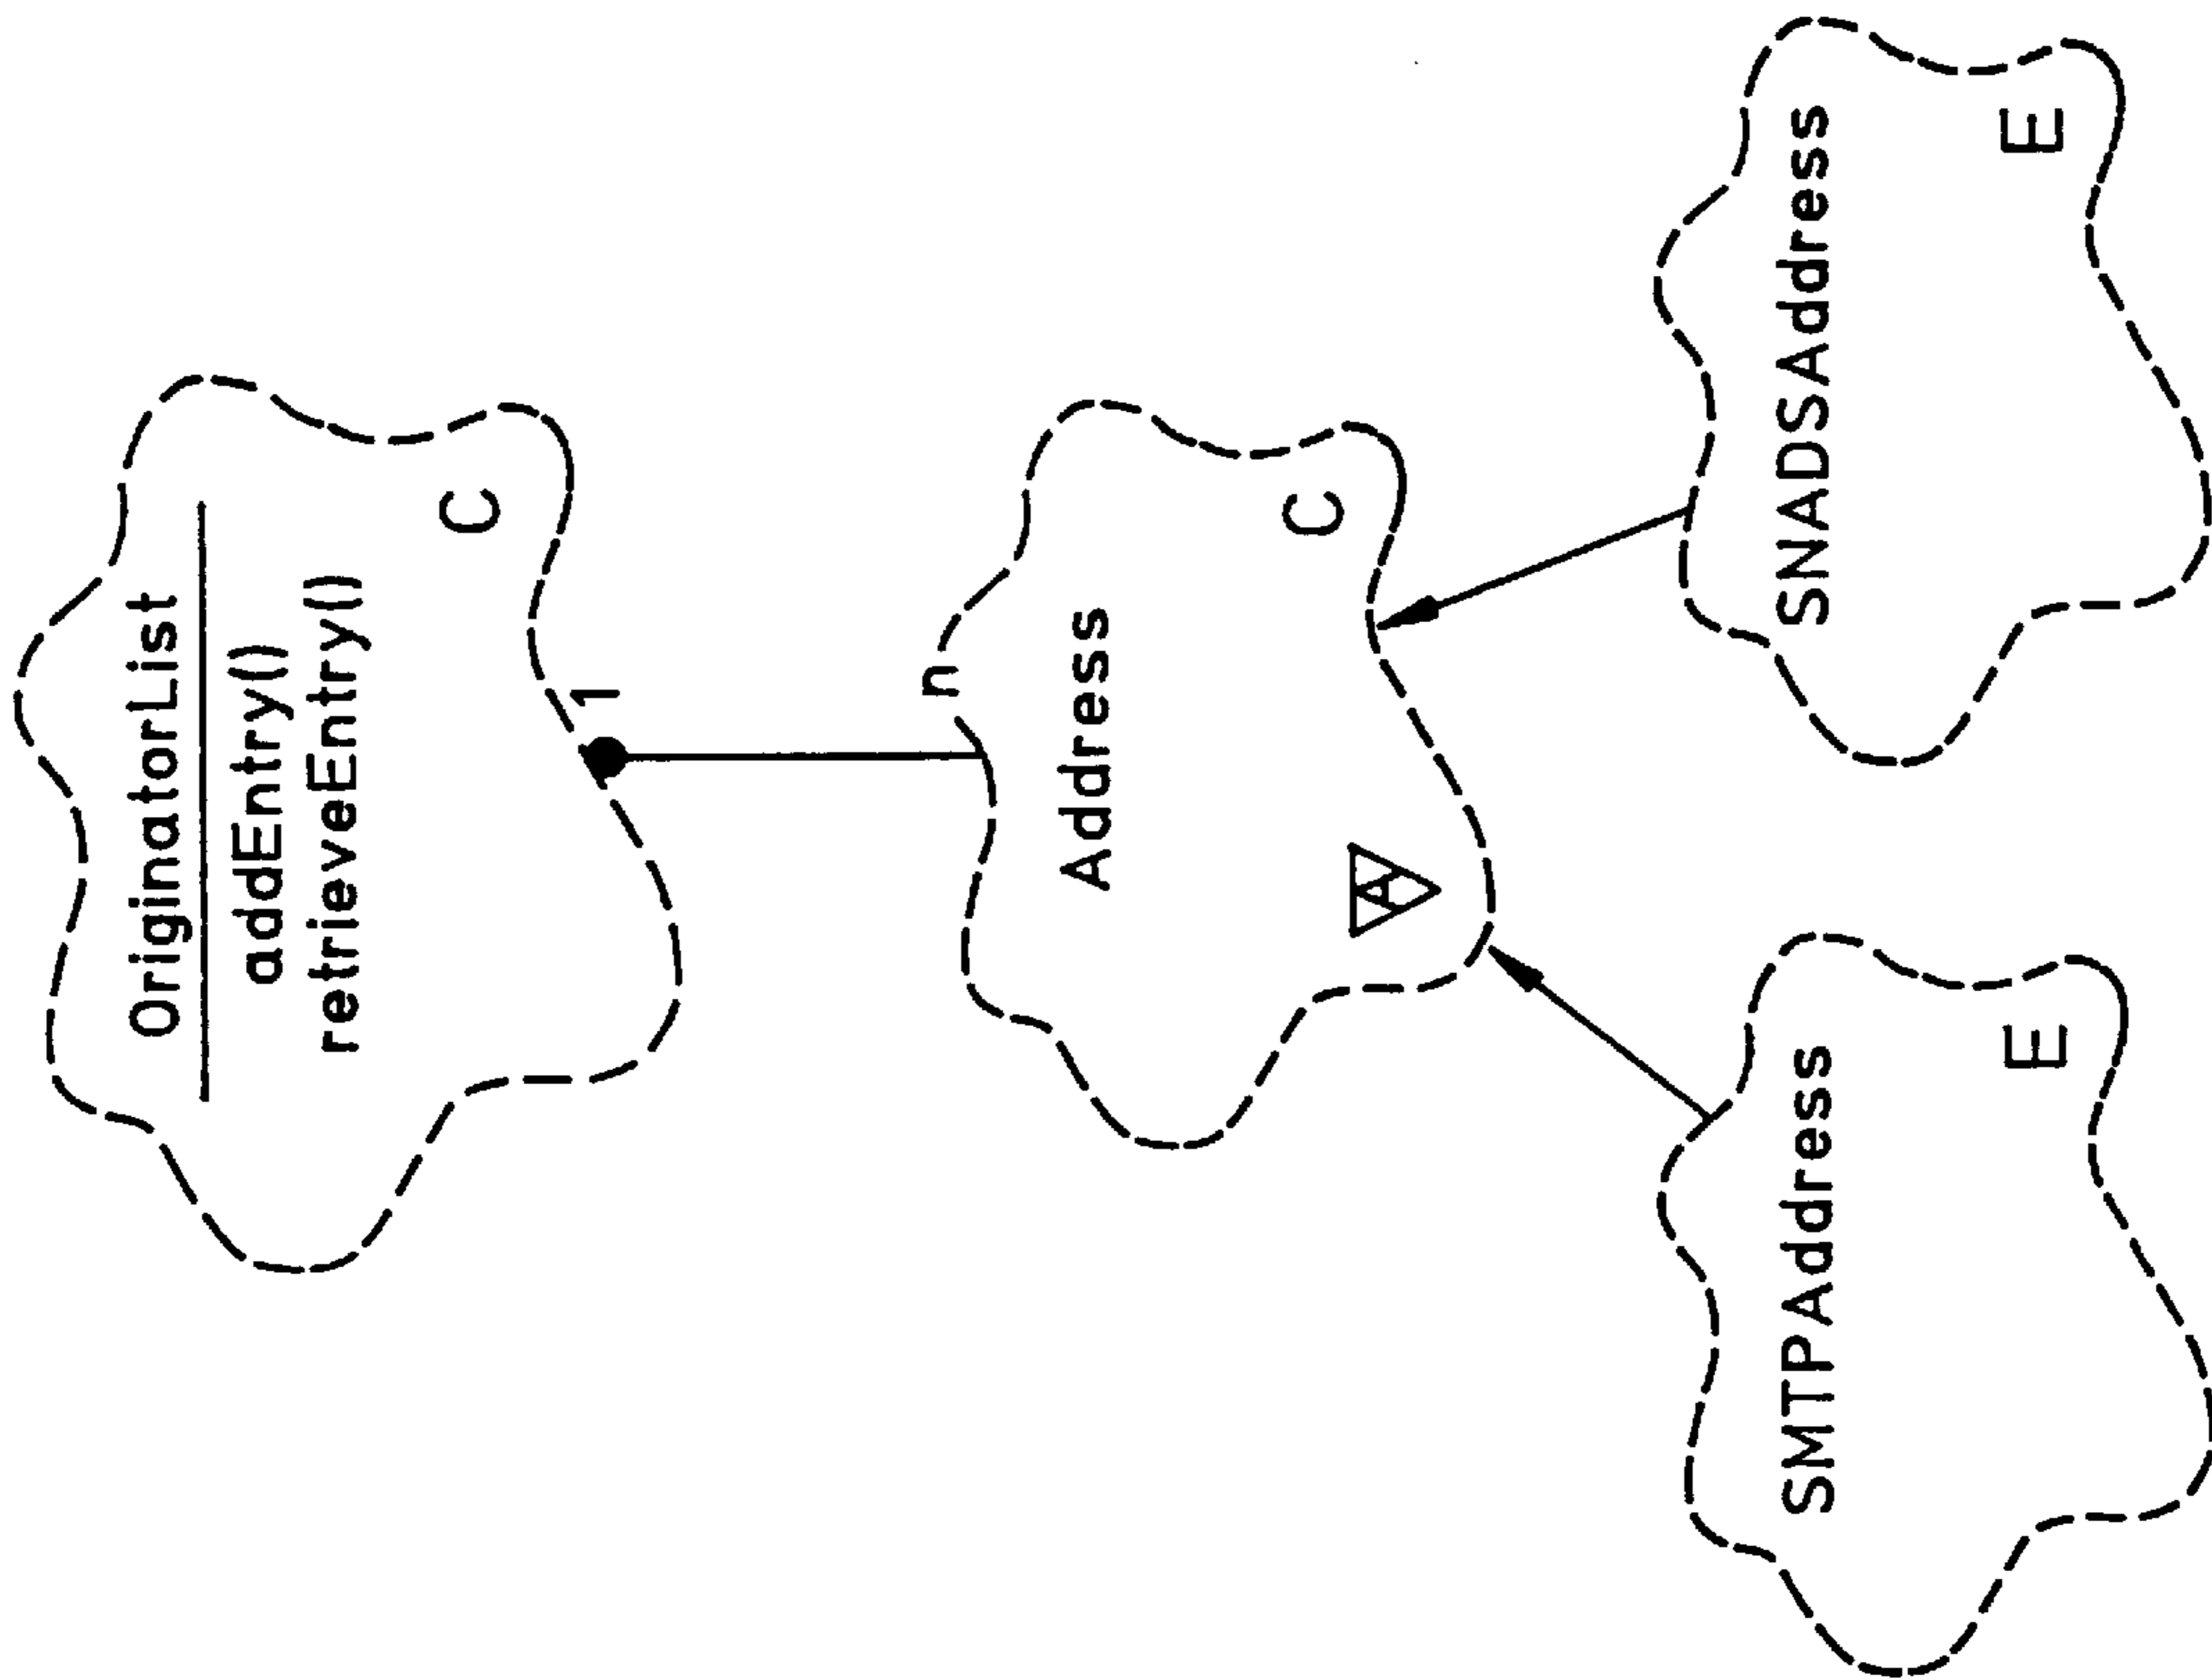 OriginatorList
addEntry()
retrieveEntry()
C
1
n
Address
A
C
SMTPAddress
E
SNADSAddress
E